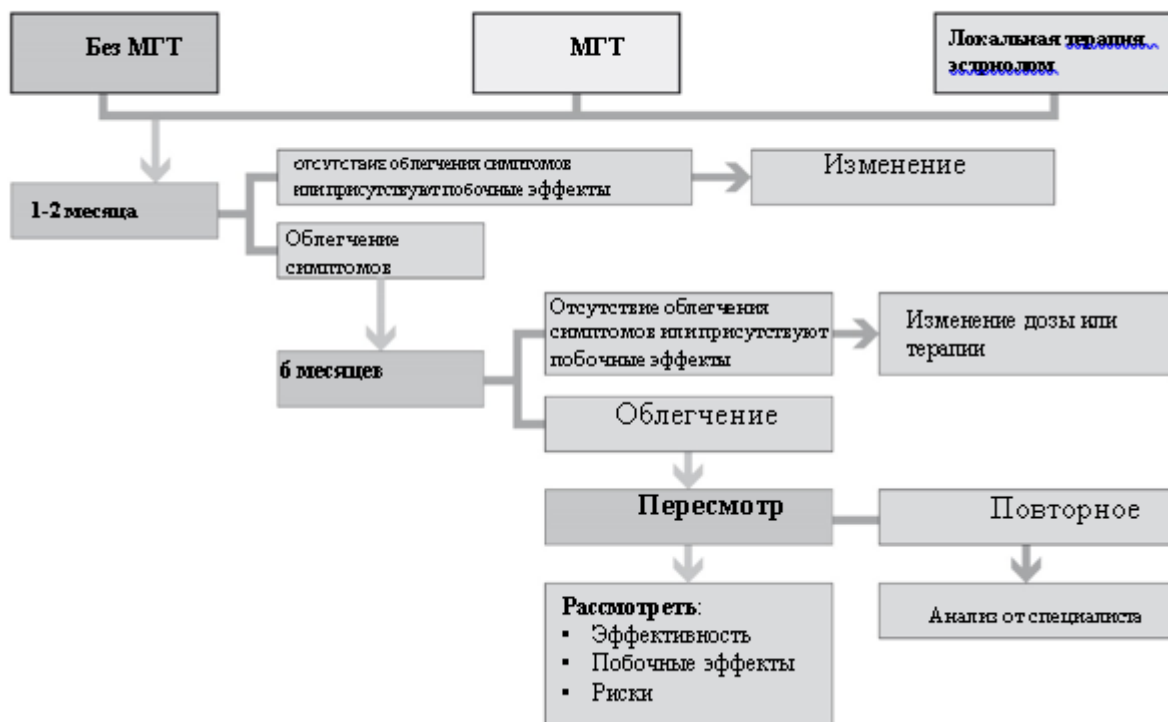 Без МГТ
МГТ
Локальная терапия
эстриолом
отсутствие облегчения симптомов
или присутствуют побочные эффекты
Изменение
1-2 месяца
Облегчение
симптомов
Отсутствие облегчения
симптомов или присутствуют
побочные эффекты
Изменение дозы или
терапии
6 месяцев
Облегчение
Пересмотр
Повторное
Рассмотреть:
▪ Эффективность
▪ Побочные эффекты
▪ Риски
Анализ от специалиста